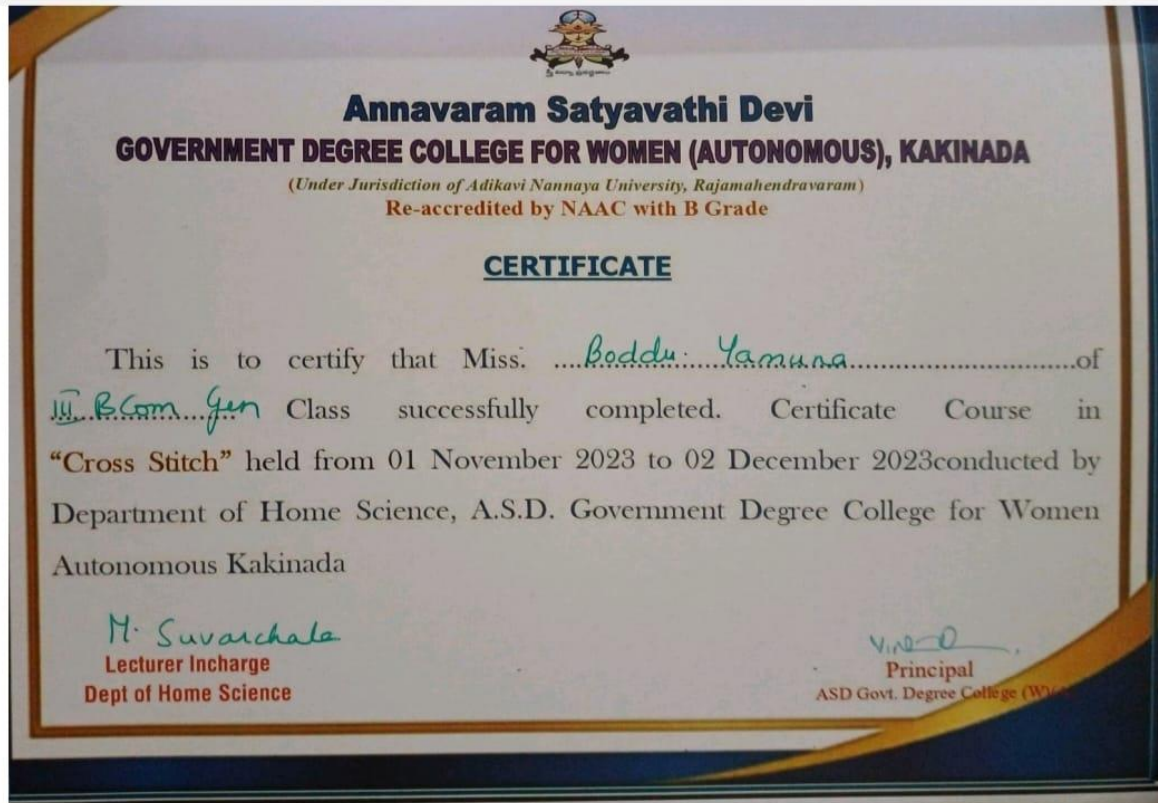 Annavaram Satyavathi Devi
GOVERNMENT DEGREE COLLEGE FOR WOMEN (AUTONOMOUS), KAKINADA
(Under Jurisdiction of Adikavi Nannaya University, Rajamahendravaram)
Re-accredited by NAAC with B Grade
CERTIFICATE
This is to certify that Miss. ....Boddu. Yamuna..............................of
III BCom Gen Class successfully completed. Certificate Course in
“Cross Stitch” held from 01 November 2023 to 02 December 2023conducted by
Department of Home Science, A.S.D. Government Degree College for Women
Autonomous Kakinada
M. Suvarchala
Lecturer Incharge
Principal
Dept of Home Science
ASD Govt. Degree College